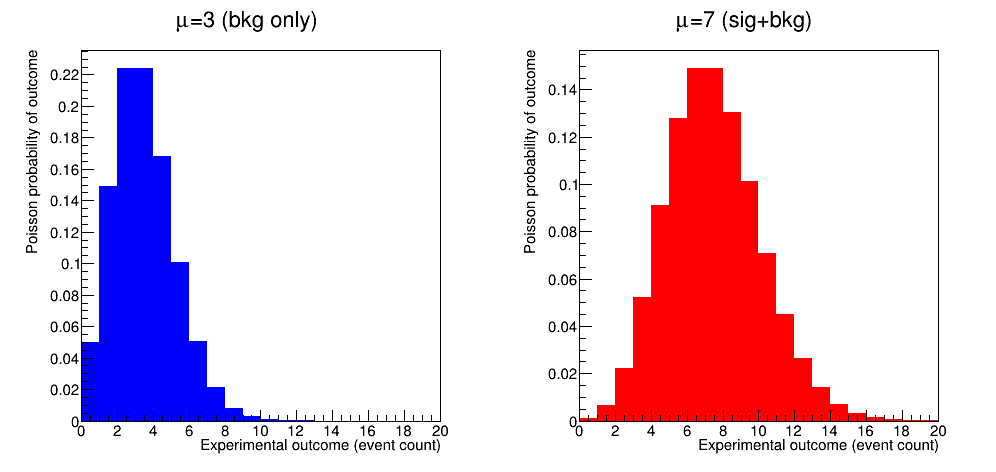 μ=3 (bkg only)
Poisson probability of outcome
0.22
0.2
0.18
0.16
0.14
0.12
0.1
0.08
0.06
0.04
0.02
0
0 2 4 6 8 10 12 14 16 18 20
Experimental outcome (event count)
μ=7 (sig+bkg)
Poisson probability of outcome
0.14
0.12
0.1
0.08
0.06
0.04
0.02
0
0 2 4 6 8 10 12 14 16 18 20
Experimental outcome (event count)